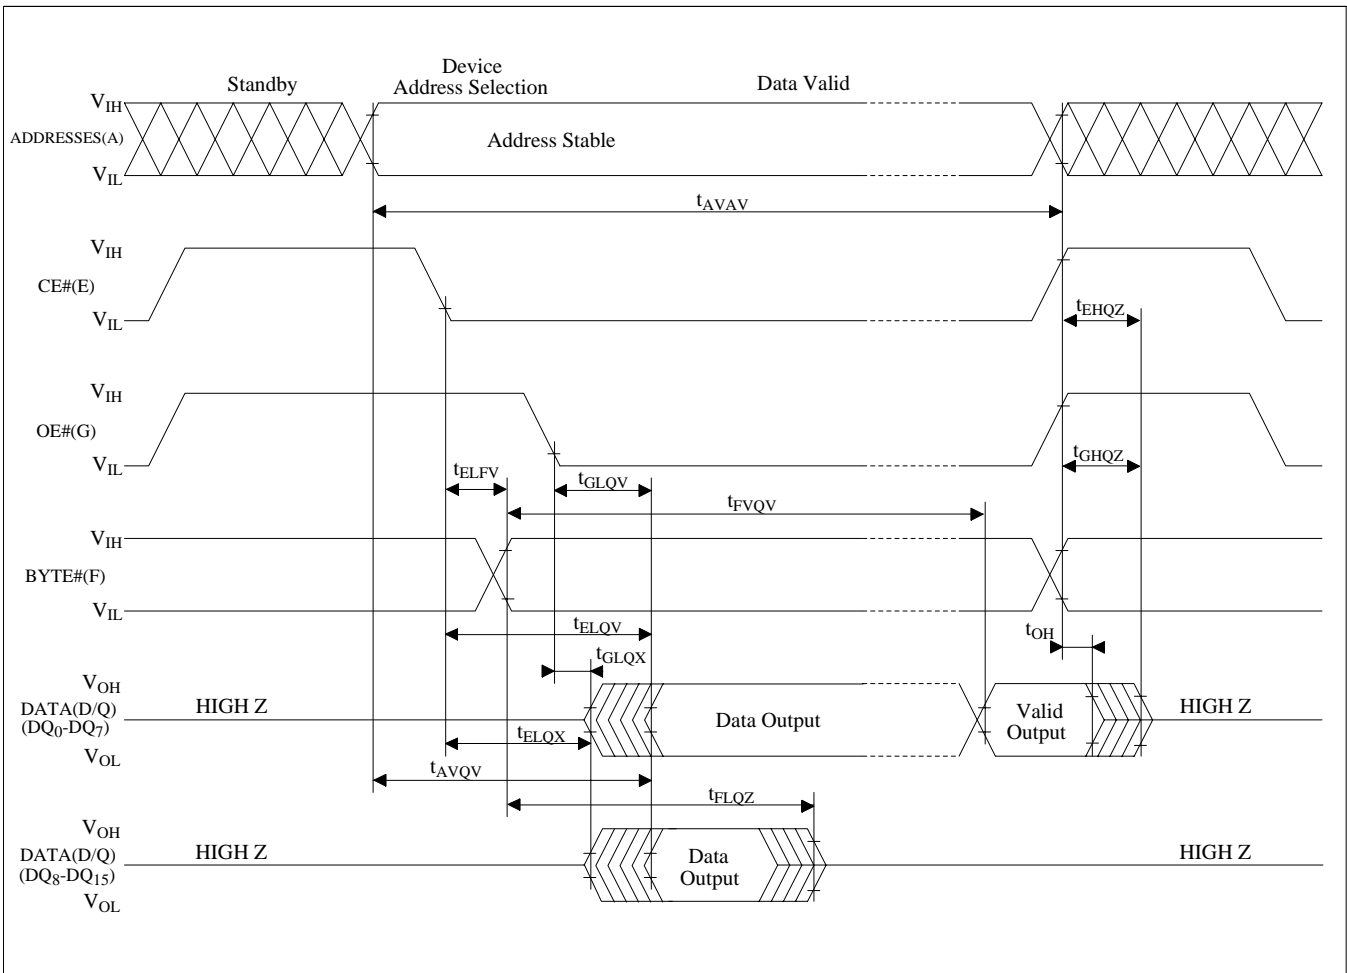 Standby
Device
Address Selection
Data Valid
VIH
ADDRESSES(A)
Address Stable
VIL
tAVAV
VIH
CE#(E)
VIL
tEHQZ
VIH
OE#(G)
VIL
tGHQZ
tELFV
tGLQV
tFVQV
VIH
BYTE#(F)
VIL
tELQV
tOH
tGLQX
VOH
DATA(D/Q)
(DQ0-DQ7)
HIGH Z
Data Output
Valid
Output
HIGH Z
VOL
tELQX
tAVQV
tFLQZ
VOH
DATA(D/Q)
(DQ8-DQ15)
HIGH Z
Data
Output
HIGH Z
VOL